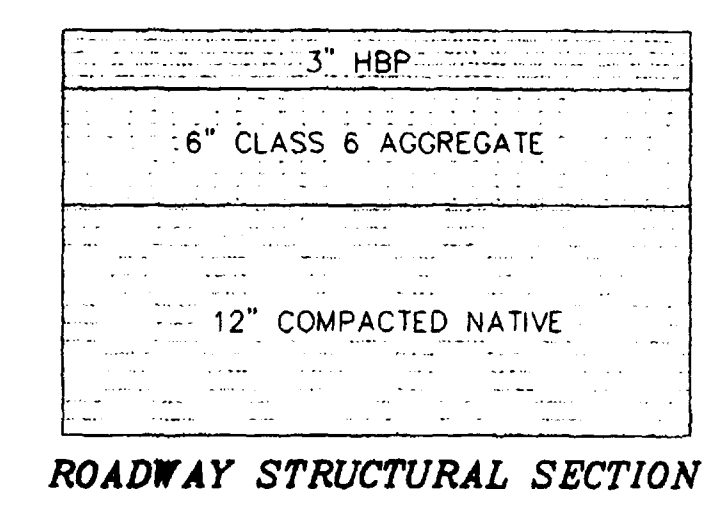 3" HBP
6" CLASS 6 AGGREGATE
12" COMPACTED NATIVE
ROADWAY STRUCTURAL SECTION